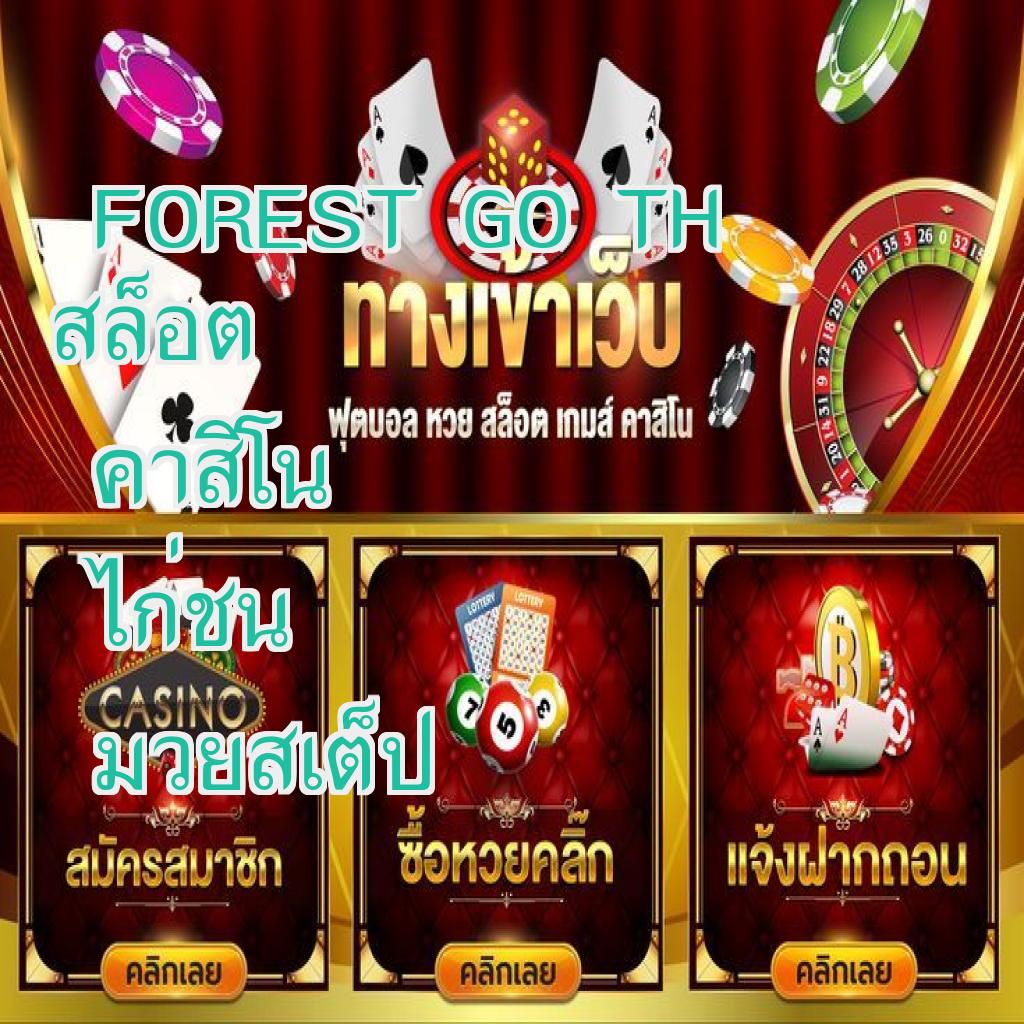 FOREST GO TH
ทางเข้าเว็บ
สล็อต
ฟุตบอล หวย สล็อต เกมส์ คาสิโน
คาสิโน
ไก่ชน
LOTTERY LOTTERY
CASINO
7 5 3
มวยสเต็ป
สมัครสมาชิก
ซื้อหวยคลิ๊ก
แจ้งฝากถอน
คลิกเลย
คลิกเลย
คลิกเลย